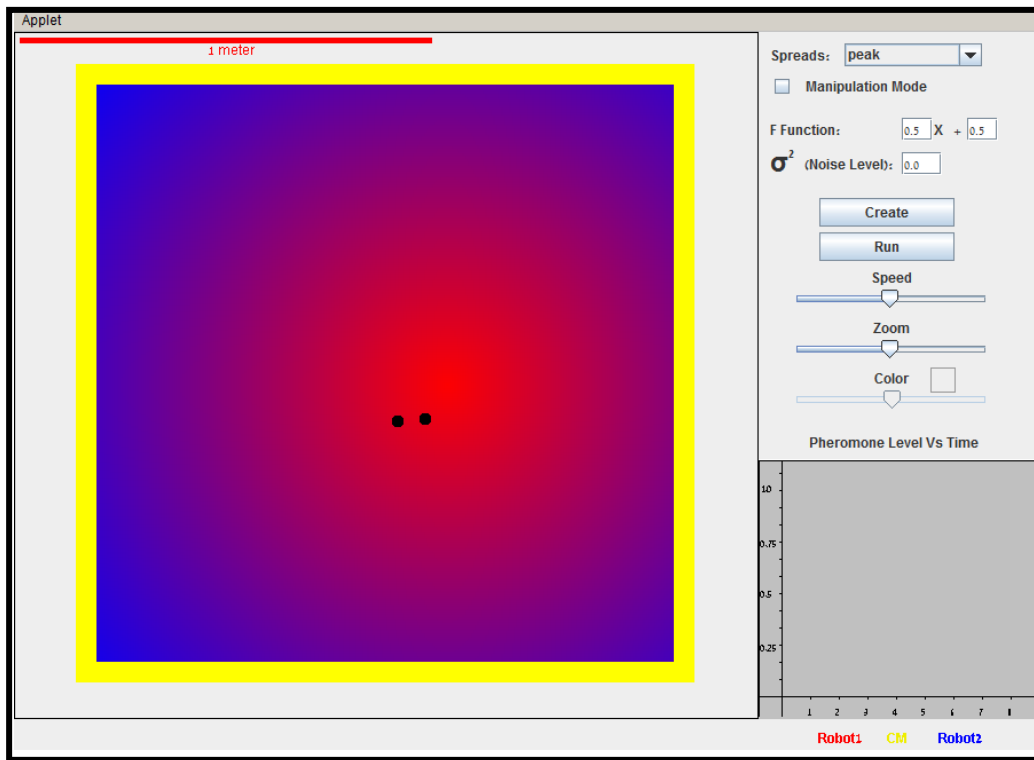 Applet
1 meter
Spreads: peak
Manipulation Mode
F Function: 0.5 X + 0.5
σ² (Noise Level): 0.0
Create
Run
Speed
Zoom
Color
Pheromone Level Vs Time
1.0
0.75
0.5
0.25
1 2 3 4 5 6 7 8
Robot1 CM Robot2